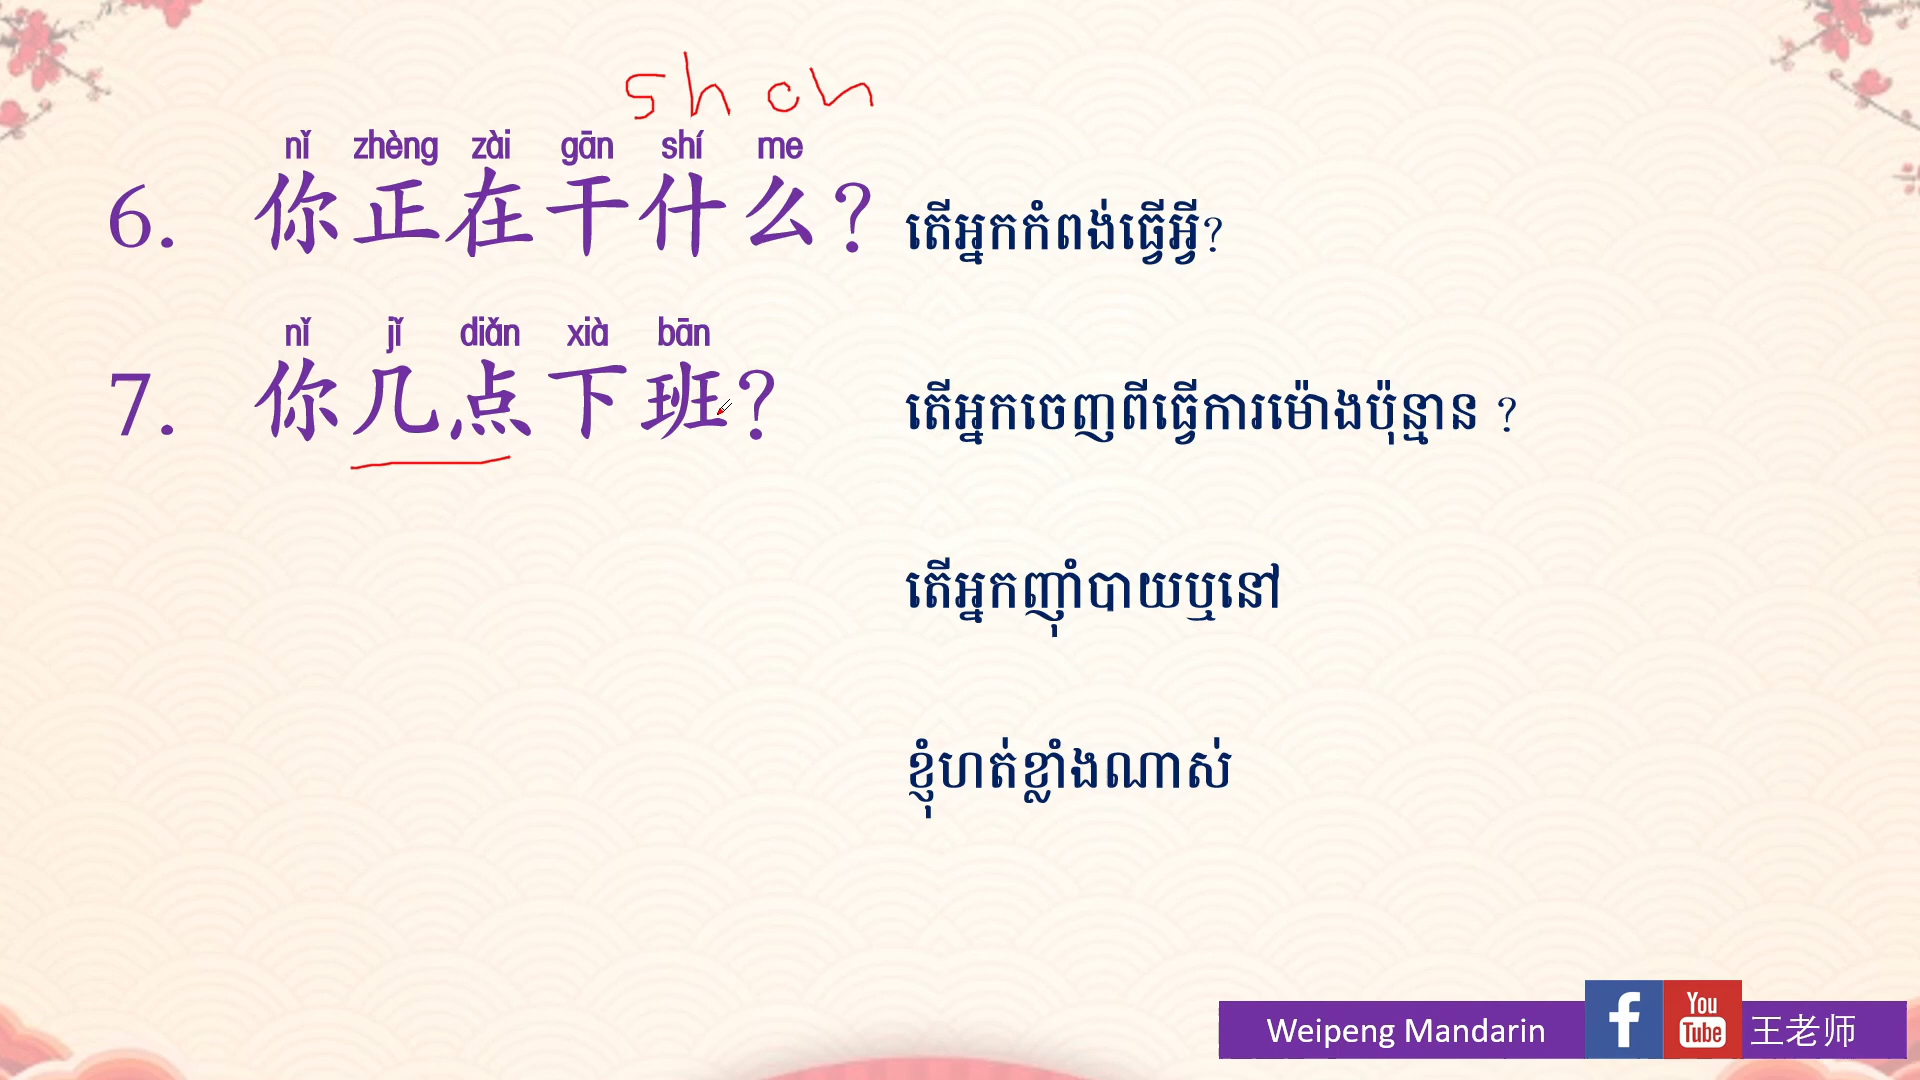 shen
nǐ zhèng zài gān shí me
6. 你正在干什么? តើអ្នកកំពង់ធ្វើអ្វី?
nǐ jǐ diǎn xià bān
7. 你几点下班? តើអ្នកចេញពីធ្វើការម៉ោងប៉ុន្មាន ?
តើអ្នកញ៉ាំបាយឬនៅ
ខ្ញុំហត់ខ្លាំងណាស់
Weipeng Mandarin f You Tube 王老师